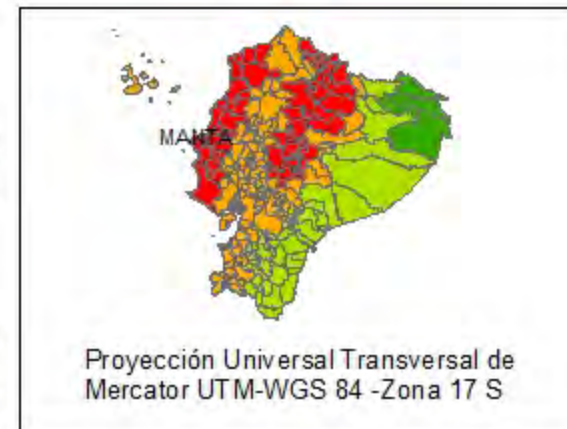 MANTA
Proyección Universal Transversal de
Mercator UTM-WGS 84 -Zona 17 S